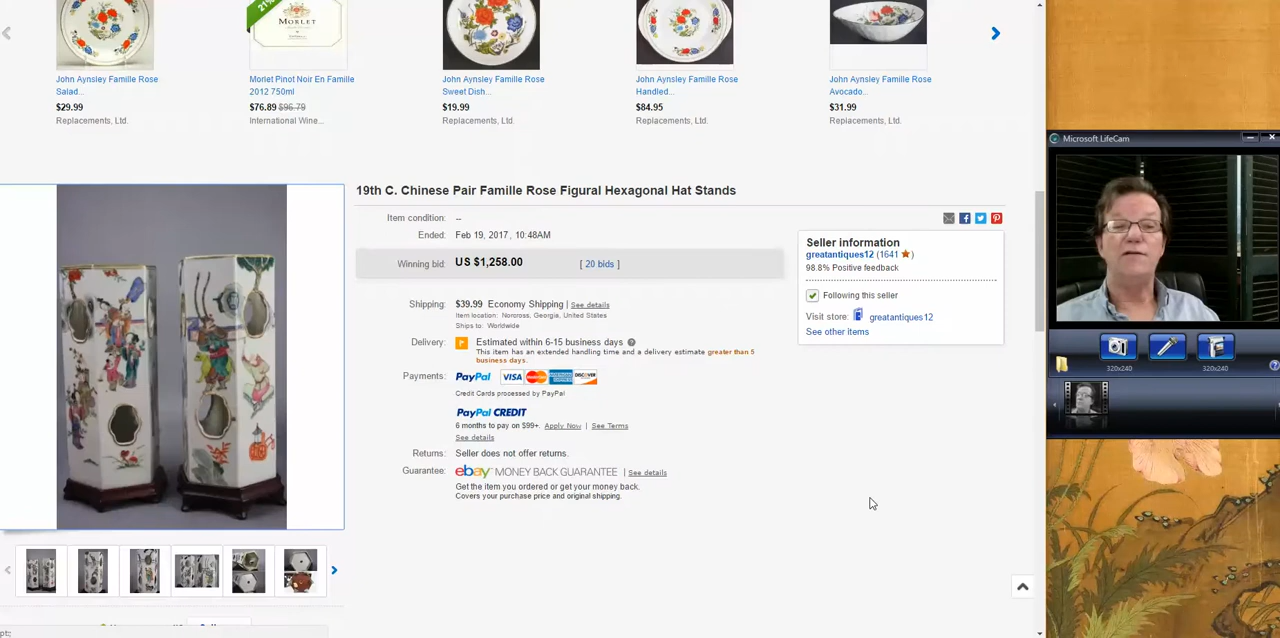 21%
MORLET
John Aynsley Famille Rose
Salad...
$29.99
Replacements, Ltd.
Morlet Pinot Noir En Famille
2012 750ml
$76.89 $96.79
International Wine...
John Aynsley Famille Rose
Sweet Dish...
$19.99
Replacements, Ltd.
John Aynsley Famille Rose
Handled...
$84.95
Replacements, Ltd.
John Aynsley Famille Rose
Avocado...
$31.99
Replacements, Ltd.
19th C. Chinese Pair Famille Rose Figural Hexagonal Hat Stands
Item condition: --
Ended: Feb 19, 2017 , 10:48AM
Winning bid: US $1,258.00 [ 20 bids ]
Shipping: $39.99 Economy Shipping | See details
Item location: Norcross, Georgia, United States
Ships to: Worldwide
Delivery: Estimated within 6-15 business days
This item has an extended handling time and a delivery estimate greater than 5
business days.
Payments: PayPal VISA MasterCard AMERICAN EXPRESS DISCOVER
Credit Cards processed by PayPal
PayPal CREDIT
6 months to pay on $99+. Apply Now | See Terms
See details
Returns: Seller does not offer returns.
Guarantee: ebay MONEY BACK GUARANTEE | See details
Get the item you ordered or get your money back.
Covers your purchase price and original shipping.
Seller information
greatantiques12 (1641 )
98.8% Positive feedback
Following this seller
Visit store: greatantiques12
See other items
Microsoft LifeCam
320x240
320x240